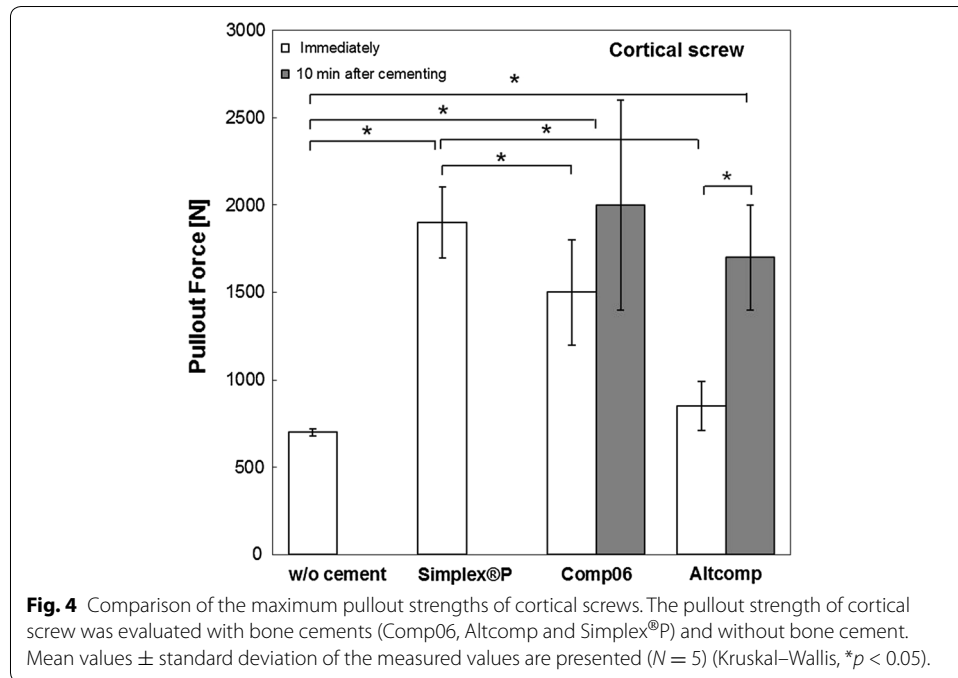 3000
2500
2000
1500
1000
500
0
Pullout Force [N]
Immediately
10 min after cementing
Cortical screw
*
*
*
*
*
*
w/o cement
Simplex®P
Comp06
Altcomp
Fig. 4 Comparison of the maximum pullout strengths of cortical screws. The pullout strength of cortical
screw was evaluated with bone cements (Comp06, Altcomp and Simplex®P) and without bone cement.
Mean values ± standard deviation of the measured values are presented (N = 5) (Kruskal–Wallis, *p < 0.05).